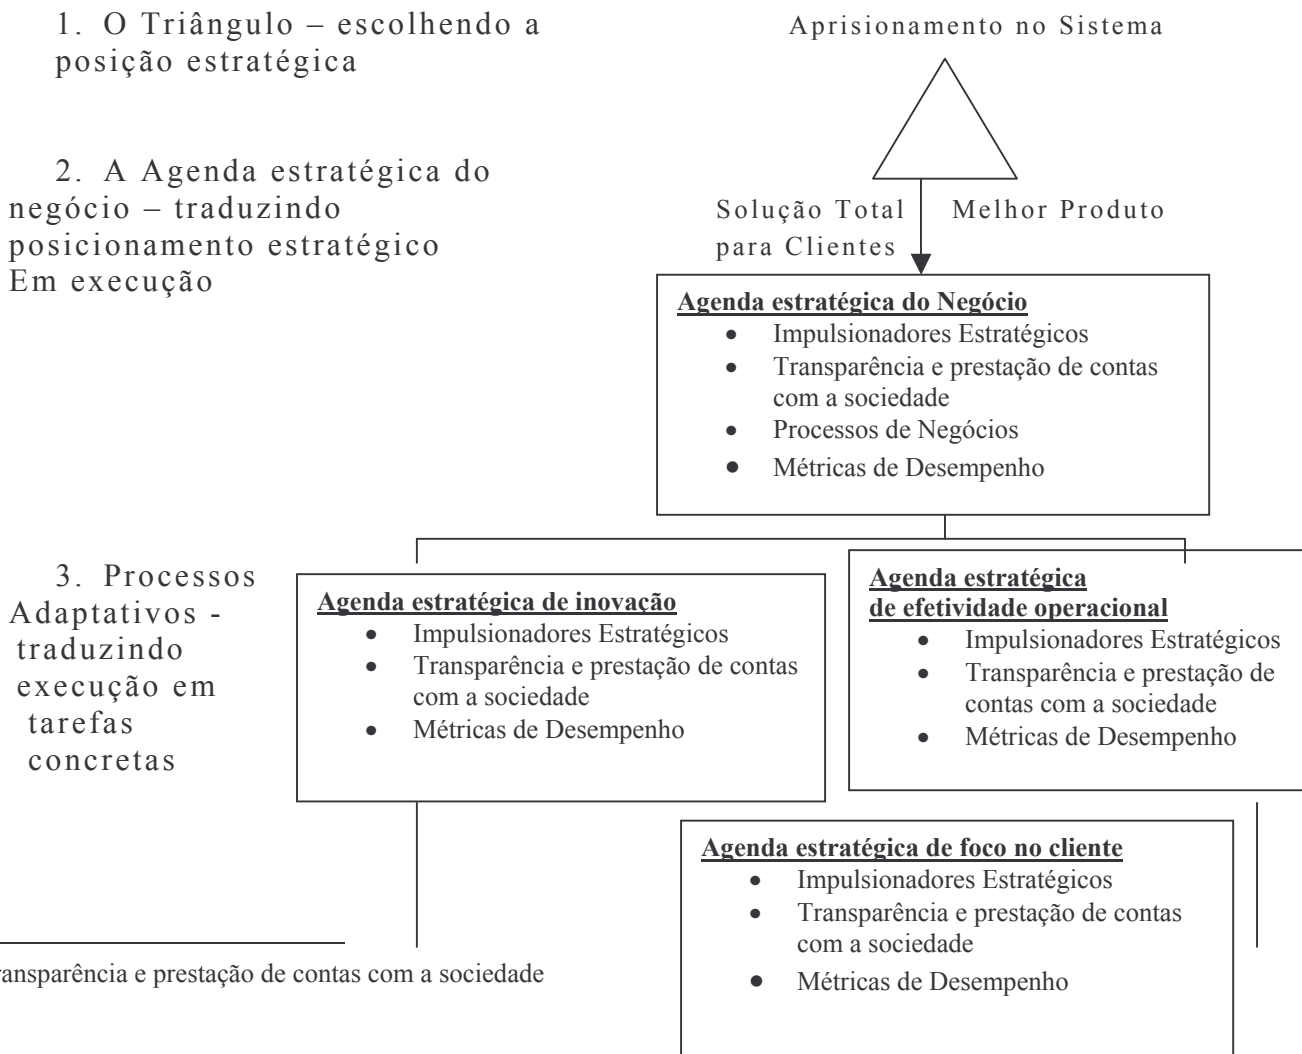 1. O Triângulo – escolhendo a
posição estratégica
Aprisionamento no Sistema
2. A Agenda estratégica do
negócio – traduzindo
posicionamento estratégico
Em execução
Solução Total
para Clientes
Melhor Produto
Agenda estratégica do Negócio
• Impulsionadores Estratégicos
• Transparência e prestação de contas
com a sociedade
• Processos de Negócios
• Métricas de Desempenho
3. Processos
Adaptativos -
traduzindo
execução em
tarefas
concretas
Agenda estratégica de inovação
• Impulsionadores Estratégicos
• Transparência e prestação de contas
com a sociedade
• Métricas de Desempenho
Agenda estratégica
de efetividade operacional
• Impulsionadores Estratégicos
• Transparência e prestação de
contas com a sociedade
• Métricas de Desempenho
Agenda estratégica de foco no cliente
• Impulsionadores Estratégicos
• Transparência e prestação de contas
com a sociedade
• Métricas de Desempenho
ransparência e prestação de contas com a sociedade